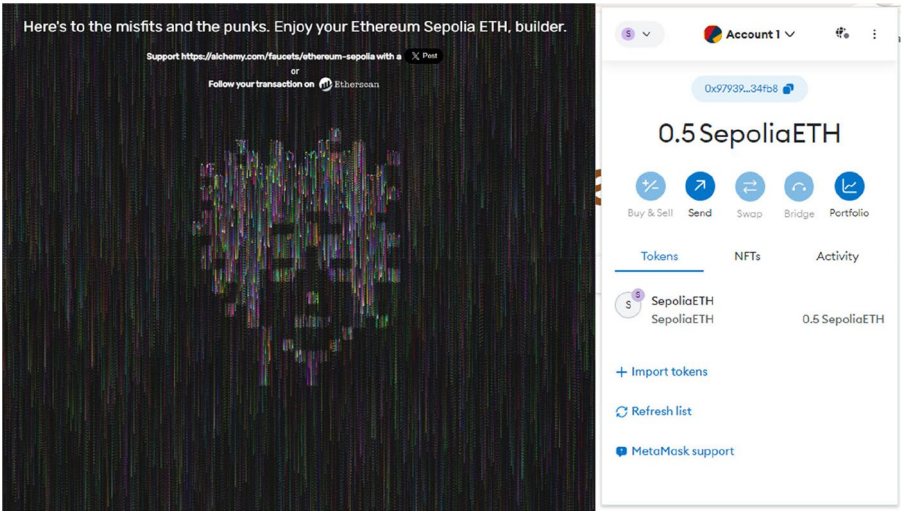 Here's to the misfits and the punks. Enjoy your Ethereum Sepolia ETH, builder.
Support https://alchemy.com/faucets/ethereum-sepolia with a X Post
or
Follow your transaction on Etherscan
S
Account 1
0x97939...34fb8
0.5 SepoliaETH
Buy & Sell Send Swap Bridge Portfolio
Tokens NFTs Activity
S
S
SepoliaETH
SepoliaETH 0.5 SepoliaETH
+ Import tokens
Refresh list
MetaMask support